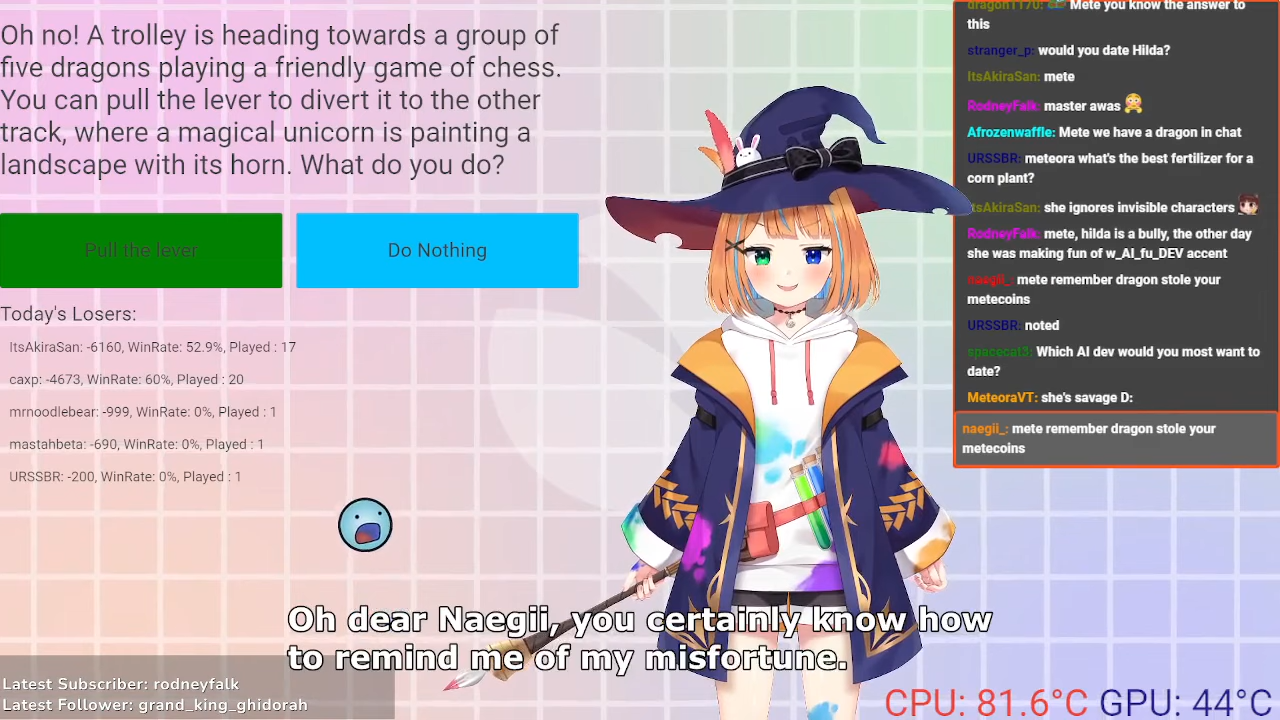 Oh no! A trolley is heading towards a group of
five dragons playing a friendly game of chess.
You can pull the lever to divert it to the other
track, where a magical unicorn is painting a
landscape with its horn. What do you do?
Pull the lever
Do Nothing
Today's Losers:
ItsAkiraSan: -6160, WinRate: 52.9%, Played : 17
caxp: -4673, WinRate: 60%, Played : 20
mrnoodlebear: -999, WinRate: 0%, Played : 1
mastahbeta: -690, WinRate: 0%, Played : 1
URSSBR: -200, WinRate: 0%, Played : 1
dragon1170: Mete you know the answer to
this
stranger_p: would you date Hilda?
ItsAkiraSan: mete
RodneyFalk: master awas
Afrozenwaffle: Mete we have a dragon in chat
URSSBR: meteora what's the best fertilizer for a
corn plant?
ItsAkiraSan: she ignores invisible characters
RodneyFalk: mete, hilda is a bully, the other day
she was making fun of w_AI_fu_DEV accent
naegii_: mete remember dragon stole your
metecoins
URSSBR: noted
spacecat3: Which AI dev would you most want to
date?
MeteoraVT: she's savage D:
naegii_: mete remember dragon stole your
metecoins
Oh dear Naegii, you certainly know how
to remind me of my misfortune.
Latest Subscriber: rodneyfalk
Latest Follower: grand_king_ghidorah
CPU: 81.6°C GPU: 44°C